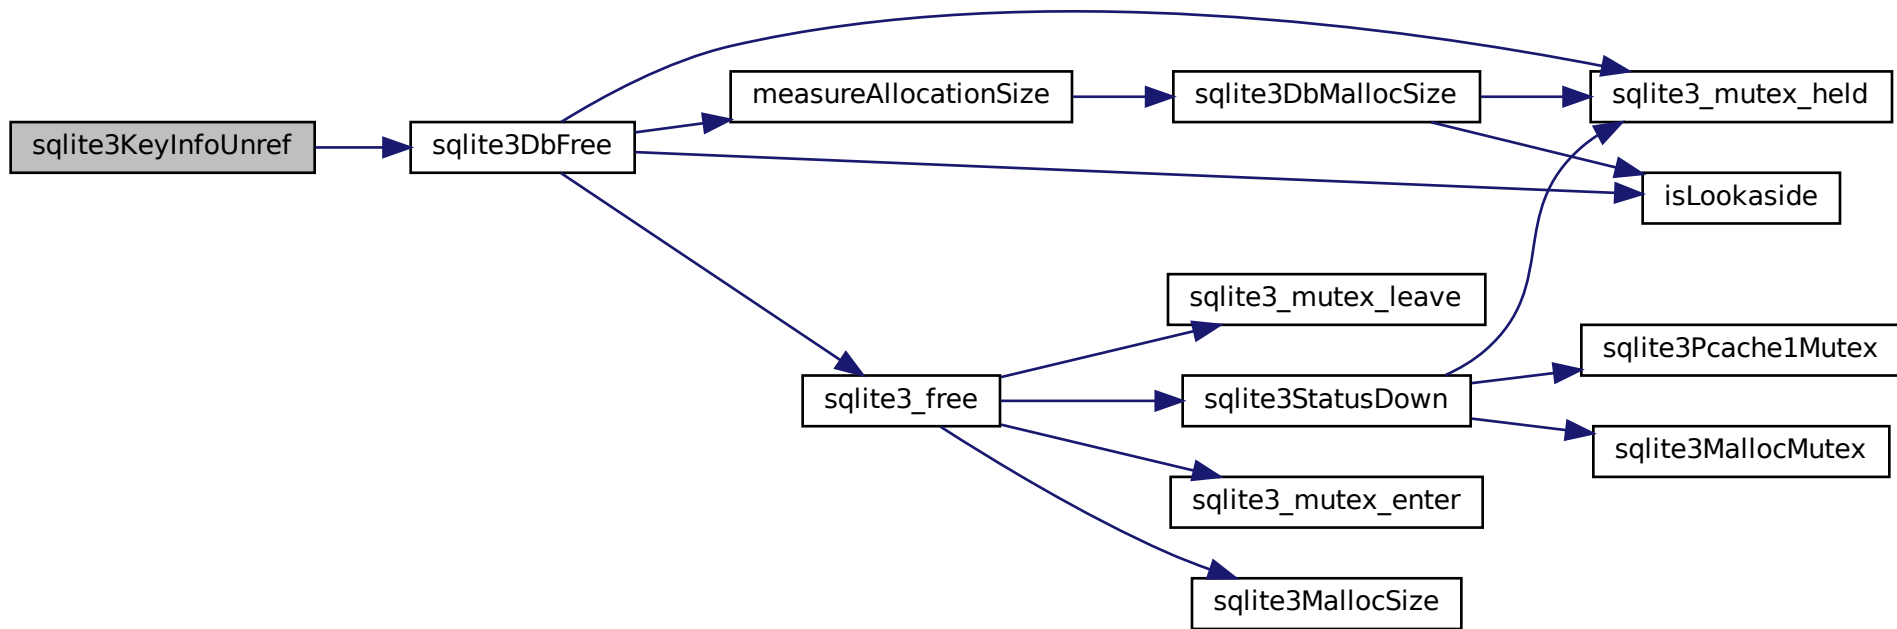 sqlite3KeyInfoUnref
sqlite3DbFree
measureAllocationSize
sqlite3DbMallocSize
sqlite3_mutex_held
isLookaside
sqlite3_free
sqlite3_mutex_leave
sqlite3StatusDown
sqlite3Pcache1Mutex
sqlite3MallocMutex
sqlite3_mutex_enter
sqlite3MallocSize